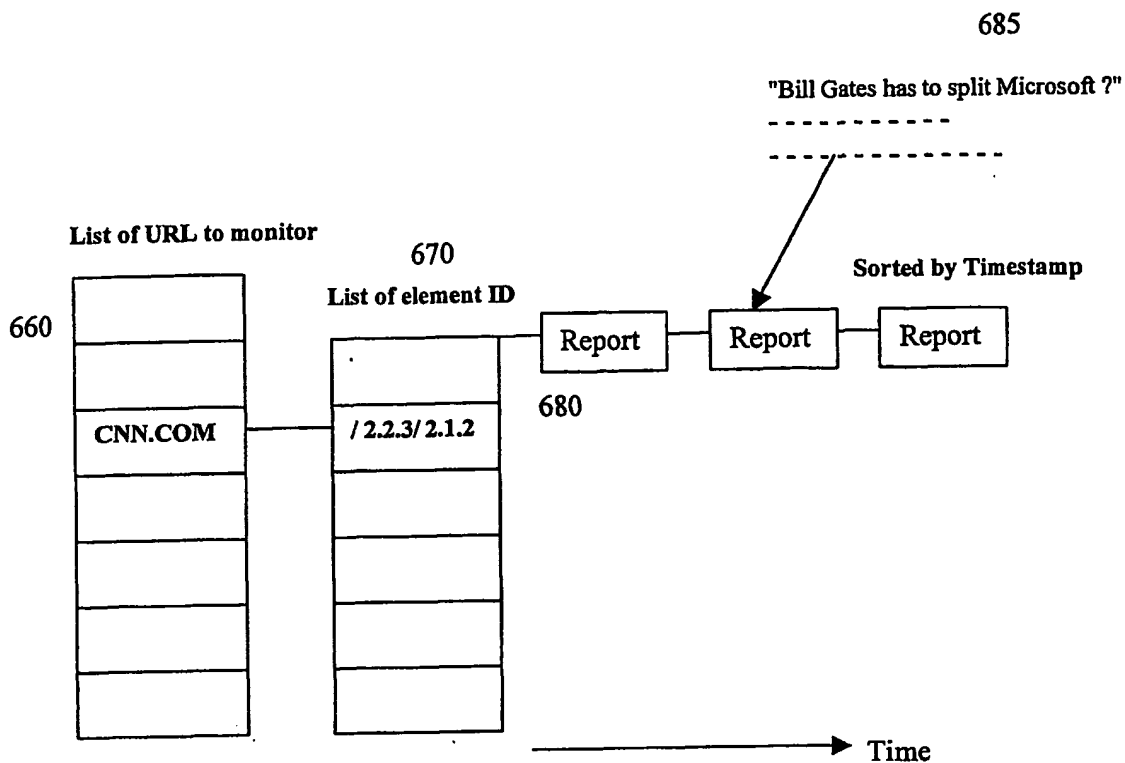 685
"Bill Gates has to split Microsoft ?"
List of URL to monitor
670
Sorted by Timestamp
List of element ID
660
Report
Report
Report
680
CNN.COM
/ 2.2.3/ 2.1.2
Time